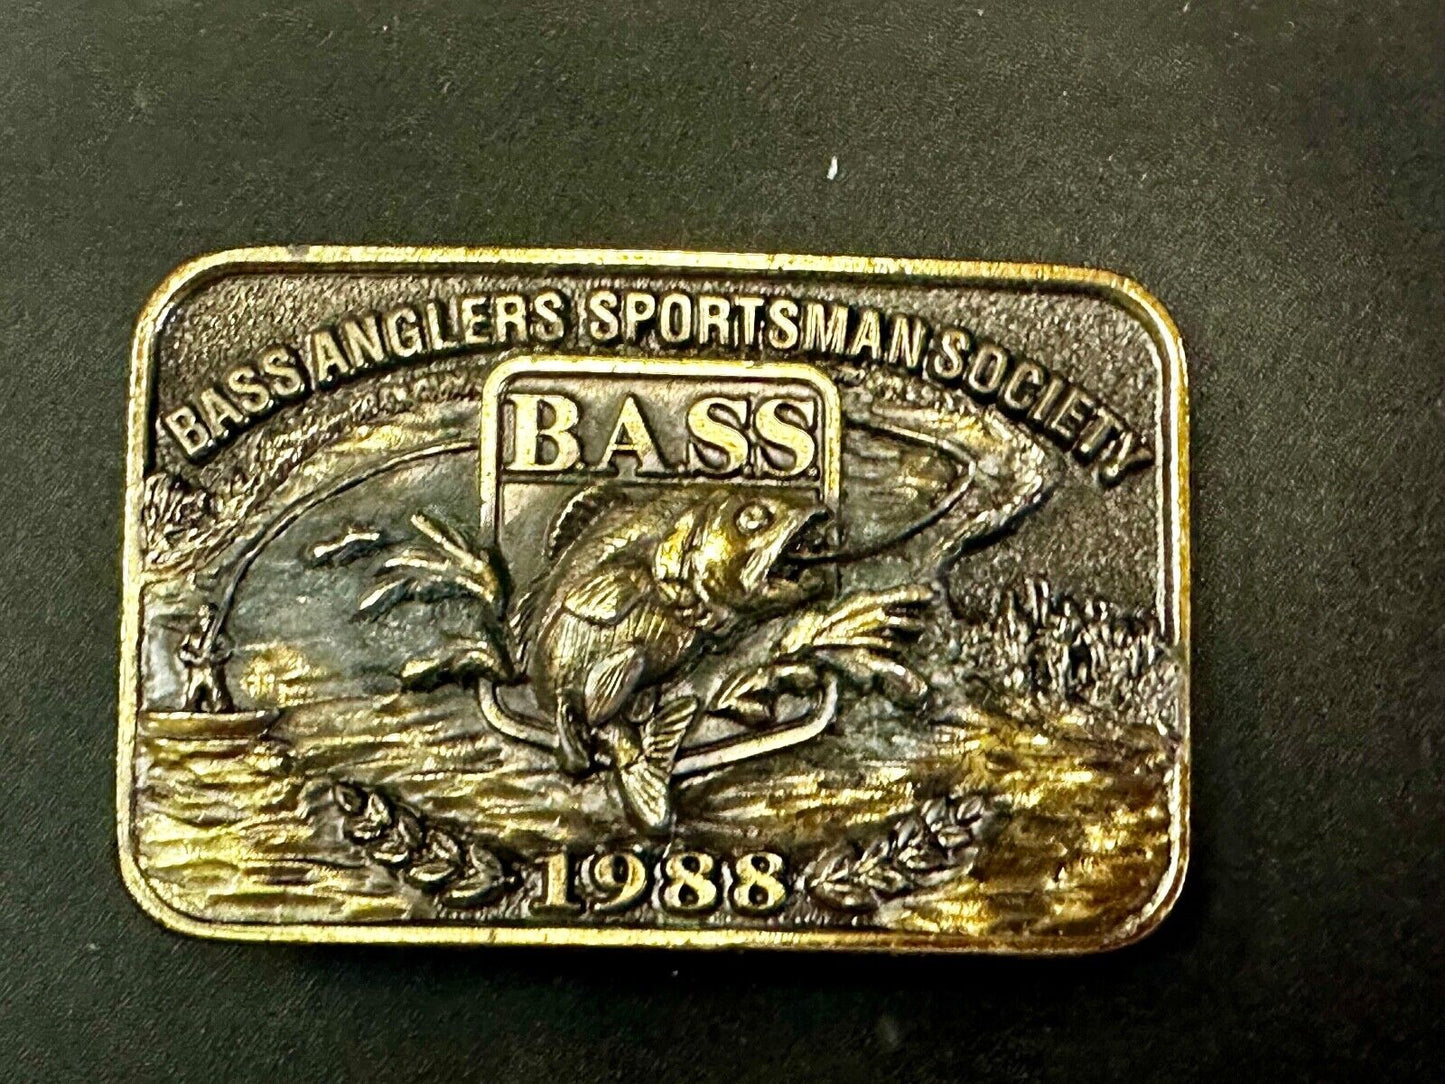 BASS ANGLERS SPORTSMAN SOCIETY
B.A.S.S.
1988